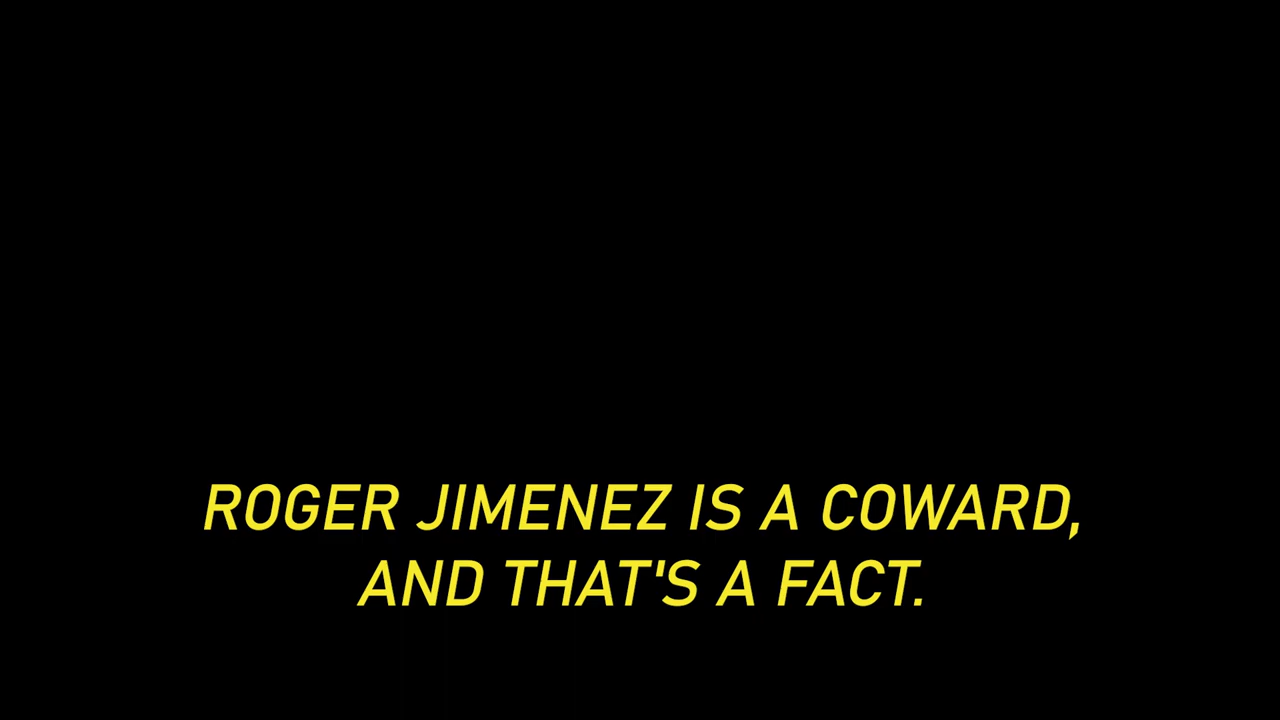 ROGER JIMENEZ IS A COWARD,
AND THAT'S A FACT.